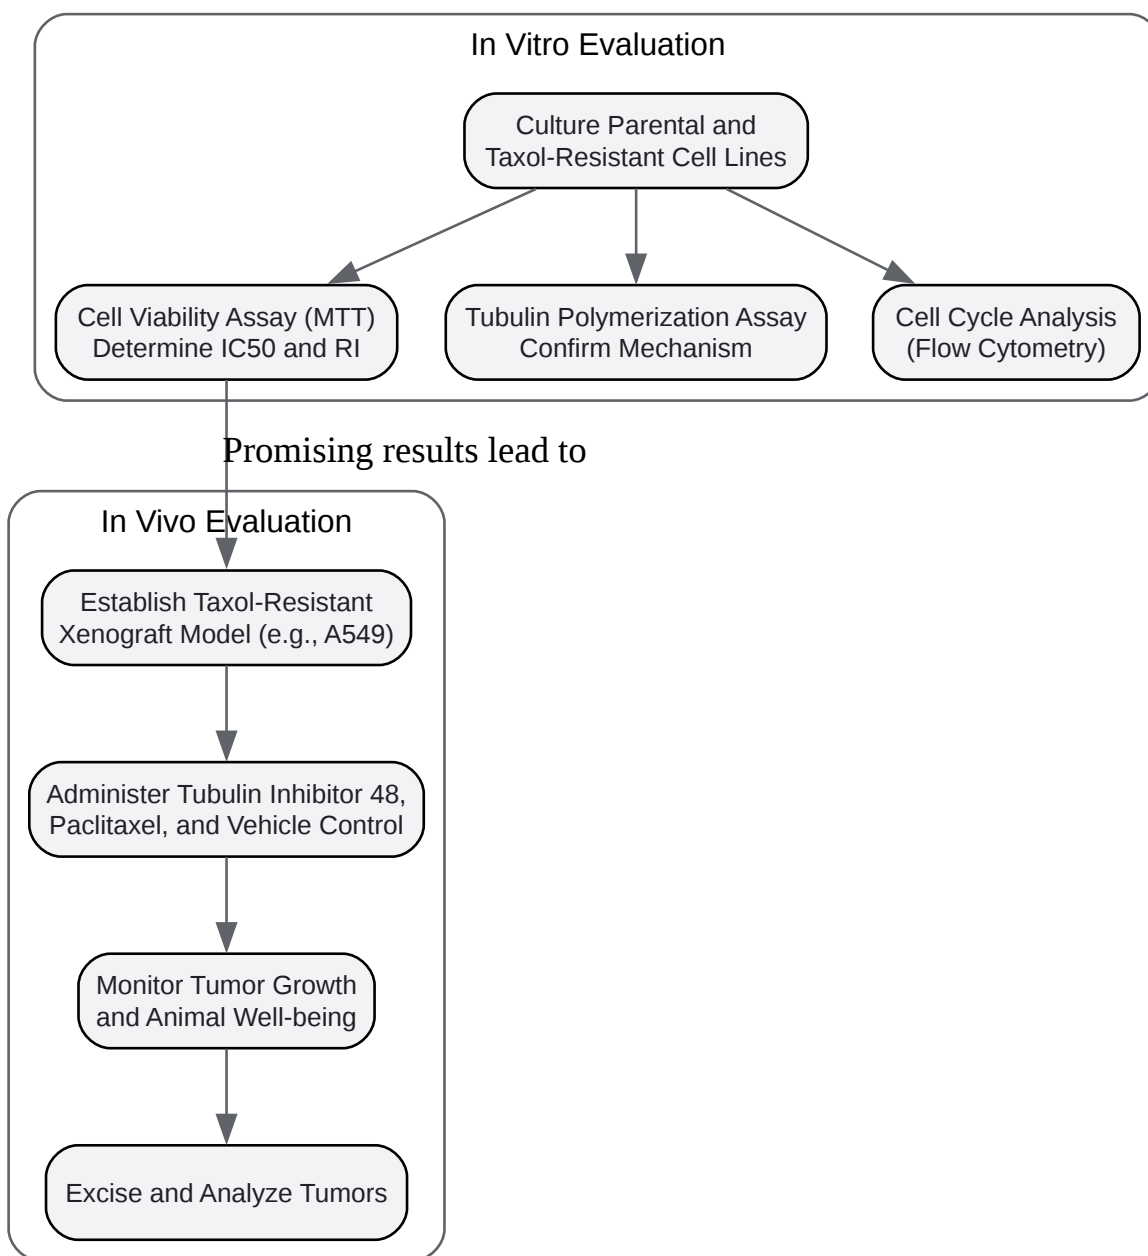 In Vitro Evaluation
Culture Parental and
Taxol-Resistant Cell Lines
Cell Viability Assay (MTT)
Determine IC50 and RI
Tubulin Polymerization Assay
Confirm Mechanism
Cell Cycle Analysis
(Flow Cytometry)
Promising results lead to
In Vivo Evaluation
Establish Taxol-Resistant
Xenograft Model (e.g., A549)
Administer Tubulin Inhibitor 48,
Paclitaxel, and Vehicle Control
Monitor Tumor Growth
and Animal Well-being
Excise and Analyze Tumors